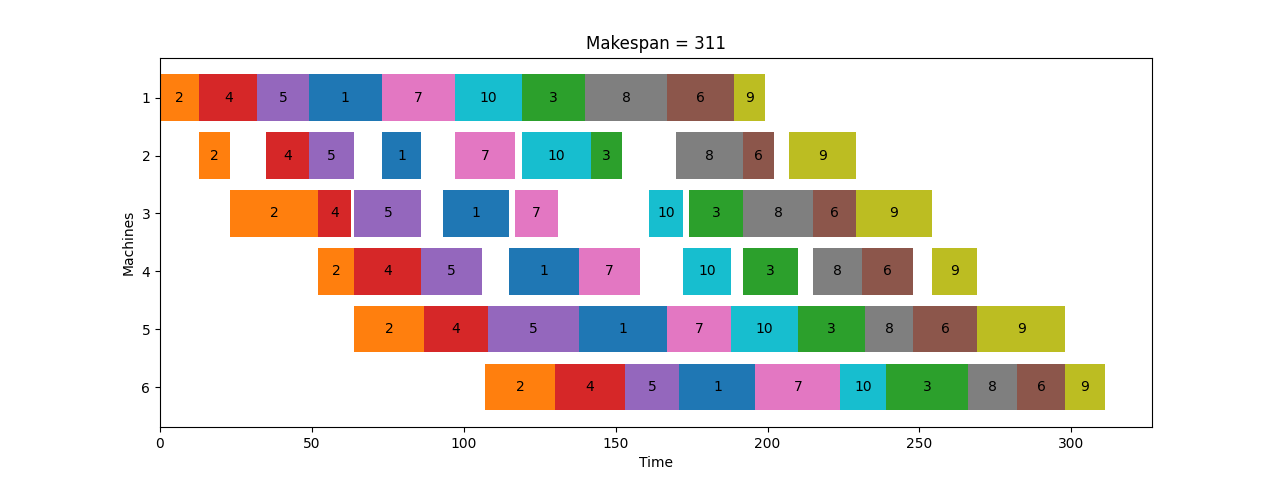 Makespan = 311
1 2 4 5 1 7 10 3 8 6 9
2 2 4 5 1 7 10 3 8 6 9
3 2 4 5 1 7 10 3 8 6 9
4 2 4 5 1 7 10 3 8 6 9
5 2 4 5 1 7 10 3 8 6 9
6 2 4 5 1 7 10 3 8 6 9
Machines
0 50 100 150 200 250 300
Time